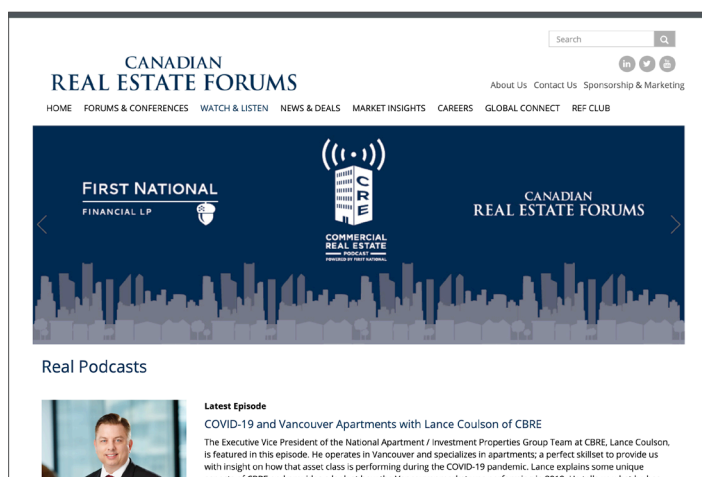 Search
CANADIAN
REAL ESTATE FORUMS
About Us Contact Us Sponsorship & Marketing
HOME FORUMS & CONFERENCES WATCH & LISTEN NEWS & DEALS MARKET INSIGHTS CAREERS GLOBAL CONNECT REF CLUB
FIRST NATIONAL
FINANCIAL LP
CRE
COMMERCIAL
REAL ESTATE
PODCAST
POWERED BY FIRST NATIONAL
CANADIAN
REAL ESTATE FORUMS
Real Podcasts
Latest Episode
COVID-19 and Vancouver Apartments with Lance Coulson of CBRE
The Executive Vice President of the National Apartment / Investment Properties Group Team at CBRE, Lance Coulson,
is featured in this episode. He operates in Vancouver and specializes in apartments; a perfect skillset to provide us
with insight on how that asset class is performing during the COVID-19 pandemic. Lance explains some unique